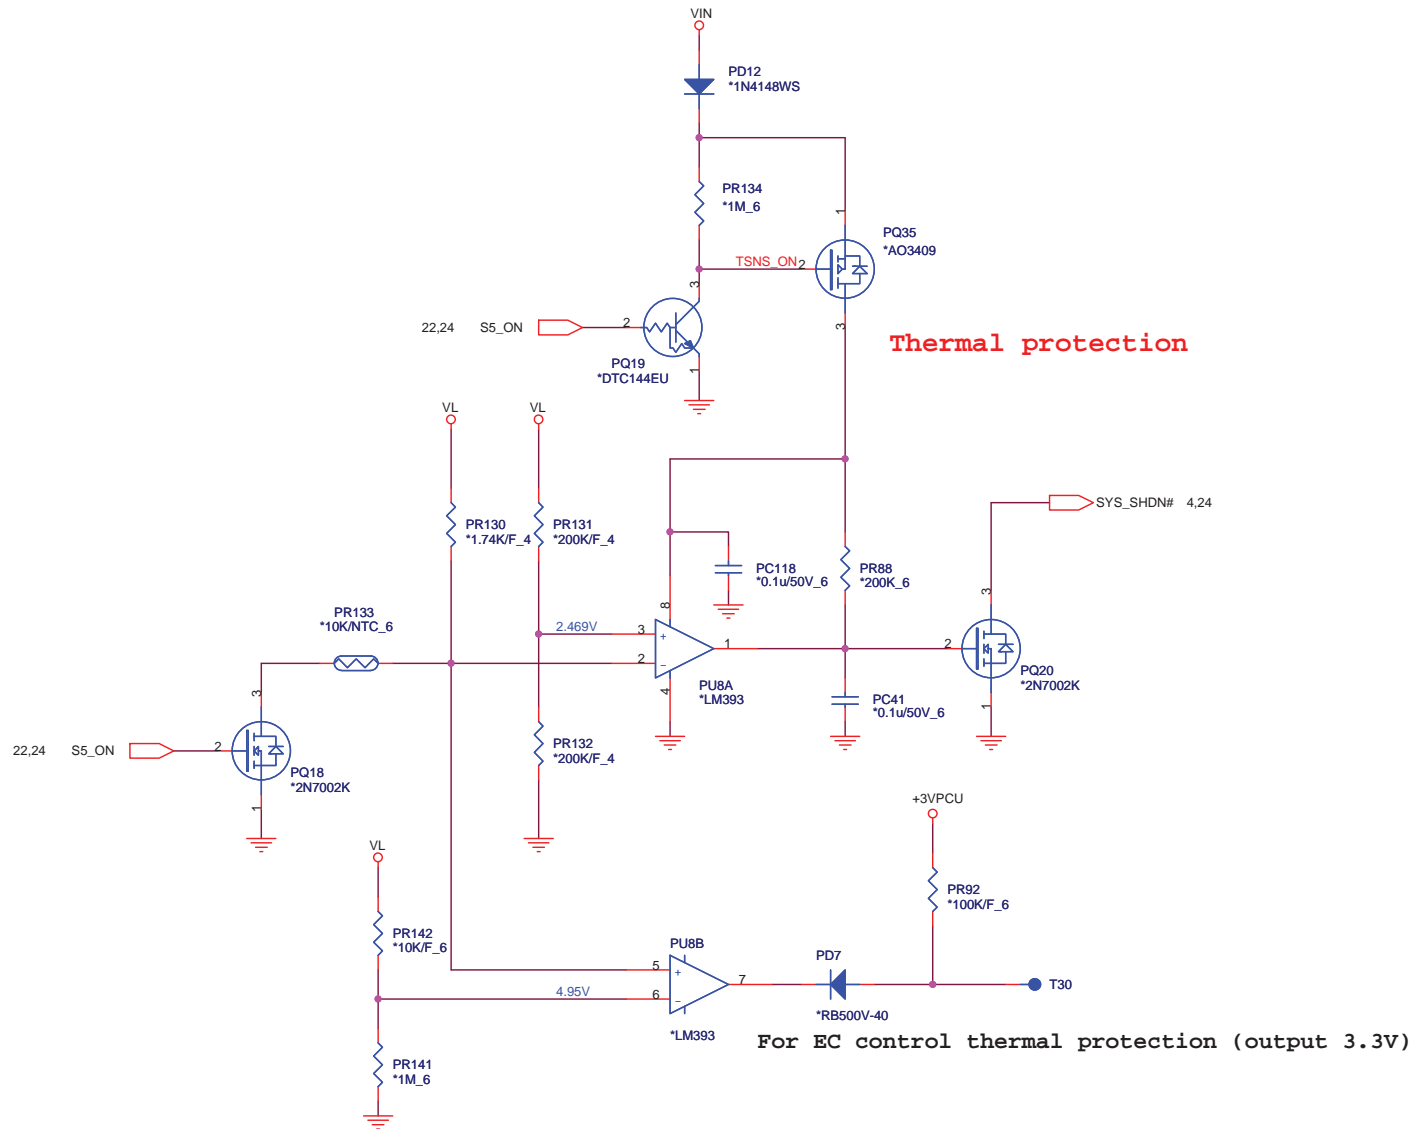 VIN
PD12
*1N4148WS
PR134
*1M_6
1
PQ35
*AO3409
TSNS_ON
2
3
3
22,24
S5_ON
2
PQ19
*DTC144EU
1
Thermal protection
VL
VL
PR130
*1.74K/F_4
PR131
*200K/F_4
SYS_SHDN#
4,24
PC118
*0.1u/50V_6
PR88
*200K_6
PR133
*10K/NTC_6
2.469V
8
3
+
2
-
1
4
PU8A
*LM393
3
2
PQ20
*2N7002K
1
PC41
*0.1u/50V_6
3
22,24
S5_ON
2
PQ18
*2N7002K
1
PR132
*200K/F_4
VL
+3VPCU
PR142
*10K/F_6
PR92
*100K/F_6
PU8B
5
+
6
-
7
4.95V
*LM393
PD7
*RB500V-40
T30
For EC control thermal protection (output 3.3V)
PR141
*1M_6